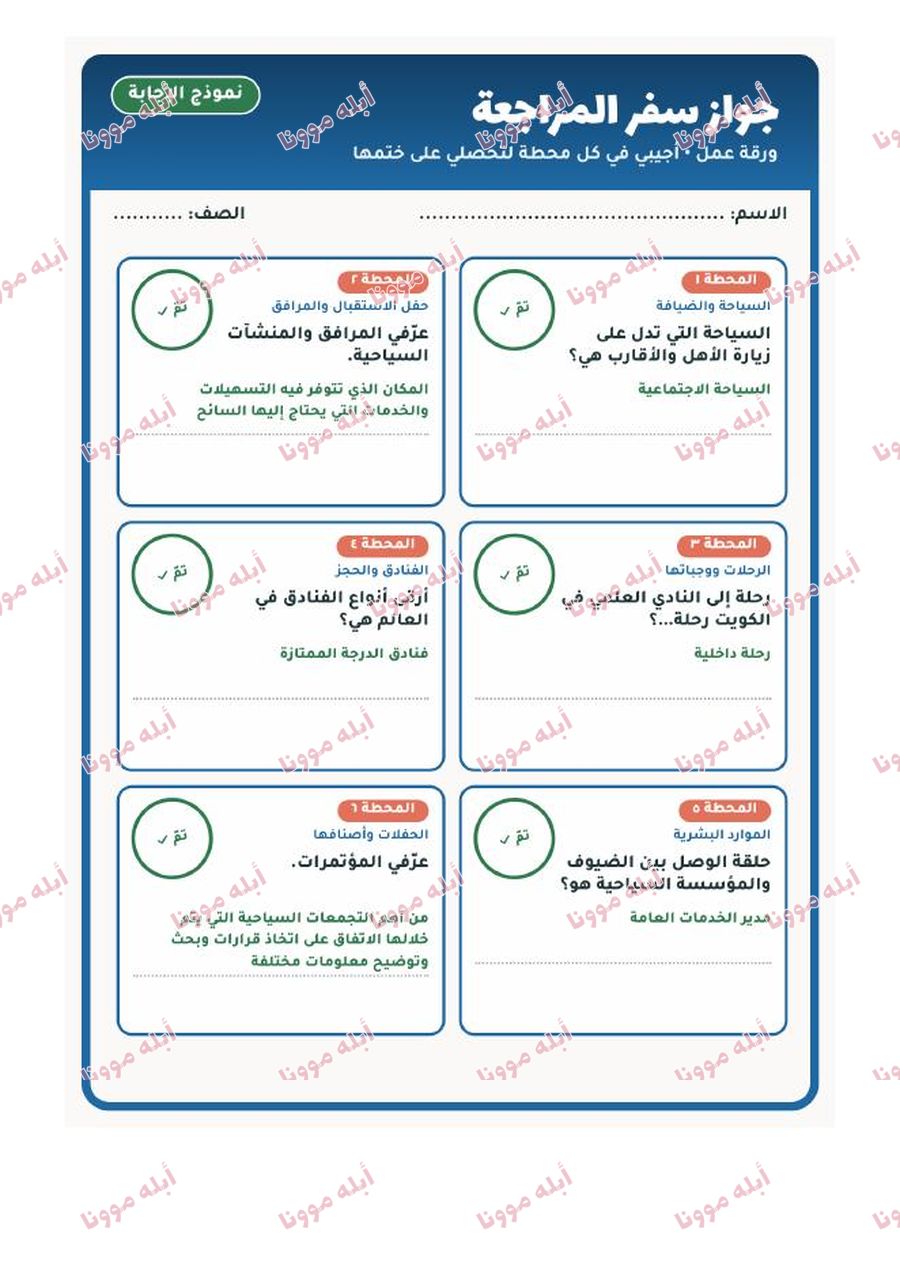 نموذج الإجابة
جواز سفر المراجعة
ورقة عمل • أجيبي في كل محطة لتحصلي على ختمها
الاسم: ................................................ الصف: ...........
المحطة ١
السياحة والضيافة
السياحة التي تدل على
زيارة الأهل والأقارب هي؟
السياحة الاجتماعية
تمّ ✓
المحطة ٢
حفل الاستقبال والمرافق
عرّفي المرافق والمنشآت
السياحية.
المكان الذي تتوفر فيه التسهيلات
والخدمات التي يحتاج إليها السائح
تمّ ✓
المحطة ٣
الرحلات ووجباتها
رحلة إلى النادي العلمي في
الكويت رحلة...؟
رحلة داخلية
تمّ ✓
المحطة ٤
الفنادق والحجز
أرقى أنواع الفنادق في
العالم هي؟
فنادق الدرجة الممتازة
تمّ ✓
المحطة ٥
الموارد البشرية
حلقة الوصل بين الضيوف
والمؤسسة السياحية هو؟
مدير الخدمات العامة
تمّ ✓
المحطة ٦
الحفلات وأصنافها
عرّفي المؤتمرات.
من أهم التجمعات السياحية التي يتم
خلالها الاتفاق على اتخاذ قرارات وبحث
وتوضيح معلومات مختلفة
تمّ ✓
أبله موونا